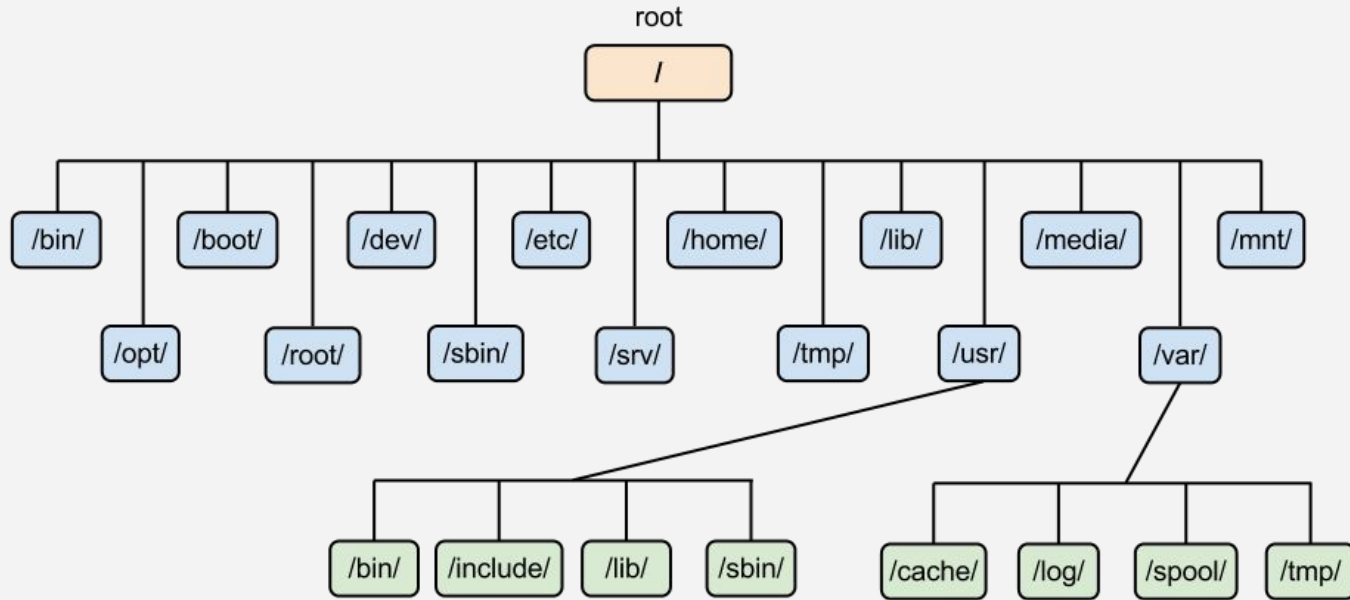 root
/
/bin/
/boot/
/dev/
/etc/
/home/
/lib/
/media/
/mnt/
/opt/
/root/
/sbin/
/srv/
/tmp/
/usr/
/var/
/bin/
/include/
/lib/
/sbin/
/cache/
/log/
/spool/
/tmp/